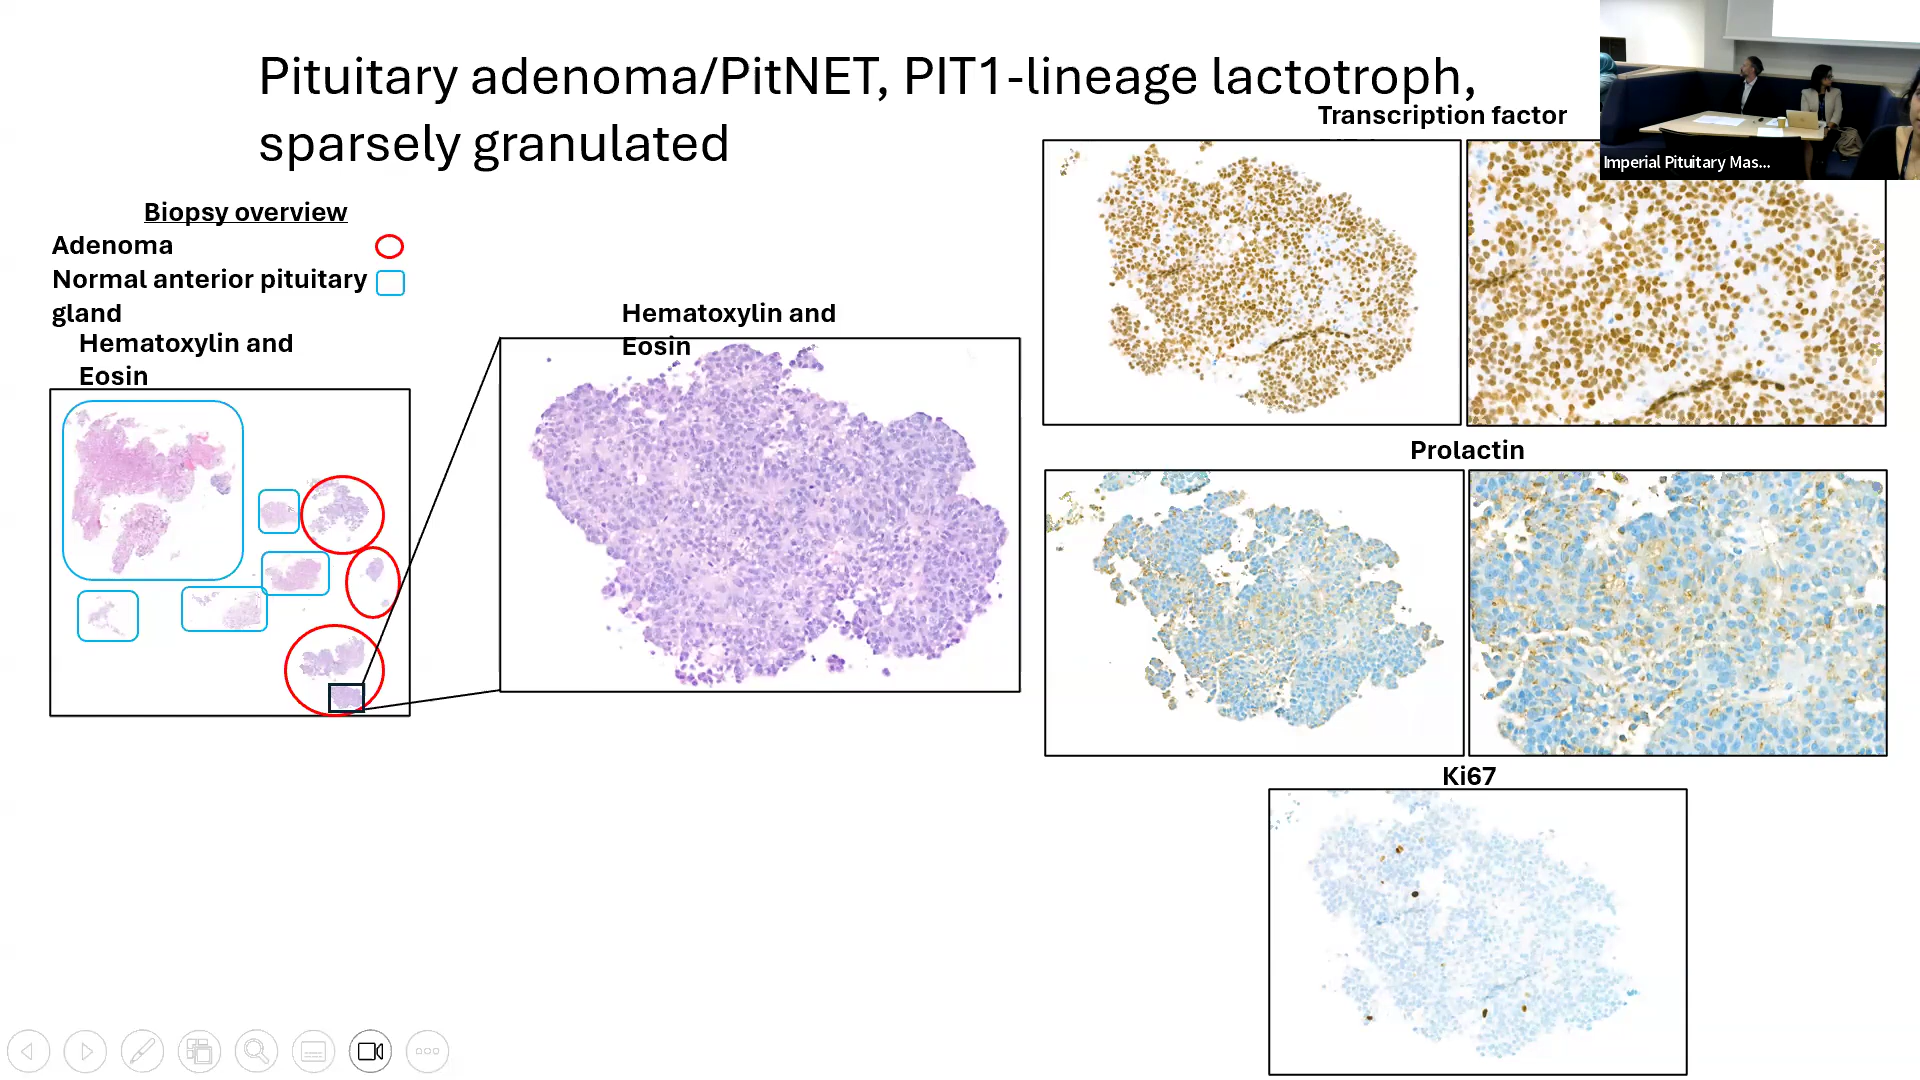 Pituitary adenoma/PitNET, PIT1-lineage lactotroph,
sparsely granulated
Transcription factor
Imperial Pituitary Mas...
Biopsy overview
Adenoma
Normal anterior pituitary
gland
Hematoxylin and
Eosin
Hematoxylin and
Eosin
Prolactin
Ki67